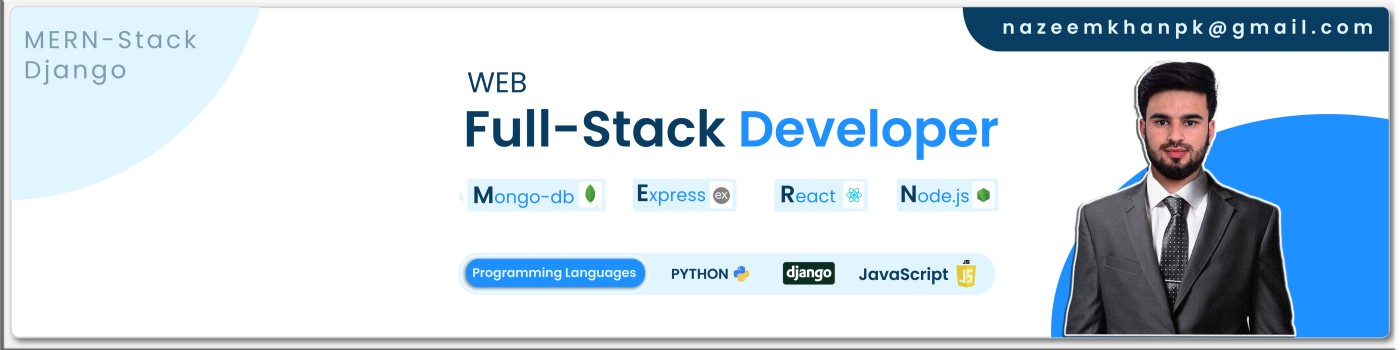 MERN-Stack
Django
nazeemkhanpk@gmail.com
WEB
Full-Stack Developer
Mongo-db Express ex React Node.js
Programming Languages PYTHON django JavaScript JS JS